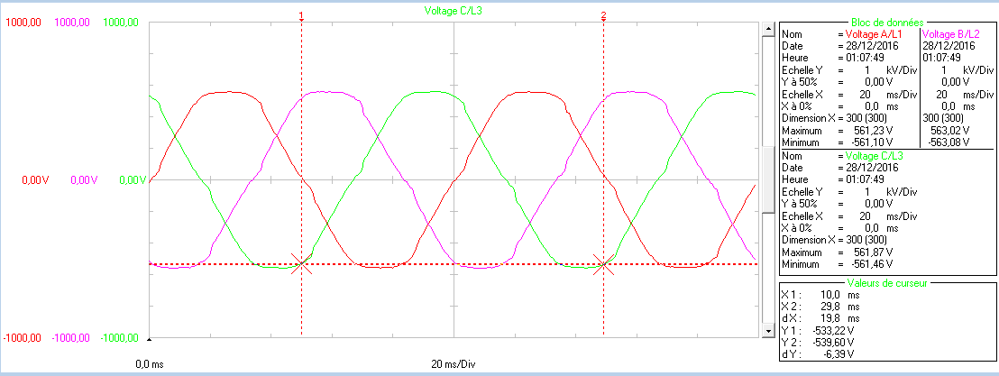 Voltage C/L3
1000,00 1000,00 1000,00
1 2
0,00V 0,00V 0,00V
-1000,00 -1000,00 -1000,00
0,0 ms 20 ms/Div
Bloc de données
Nom = Voltage A/L1 Voltage B/L2
Date = 28/12/2016 28/12/2016
Heure = 01:07:49 01:07:49
Echelle Y = 1 kV/Div 1 kV/Div
Y à 50% = 0,00 V 0,00 V
Echelle X = 20 ms/Div 20 ms/Div
X à 0% = 0,0 ms 0,0 ms
Dimension X = 300 (300) 300 (300)
Maximum = 561,23 V 563,02 V
Minimum = -561,10 V -563,08 V
Nom = Voltage C/L3
Date = 28/12/2016
Heure = 01:07:49
Echelle Y = 1 kV/Div
Y à 50% = 0,00 V
Echelle X = 20 ms/Div
X à 0% = 0,0 ms
Dimension X = 300 (300)
Maximum = 561,87 V
Minimum = -561,46 V
Valeurs de curseur
X 1 : 10,0 ms
X 2 : 29,8 ms
d X : 19,8 ms
Y 1 : -533,22 V
Y 2 : -539,60 V
d Y : -6,39 V